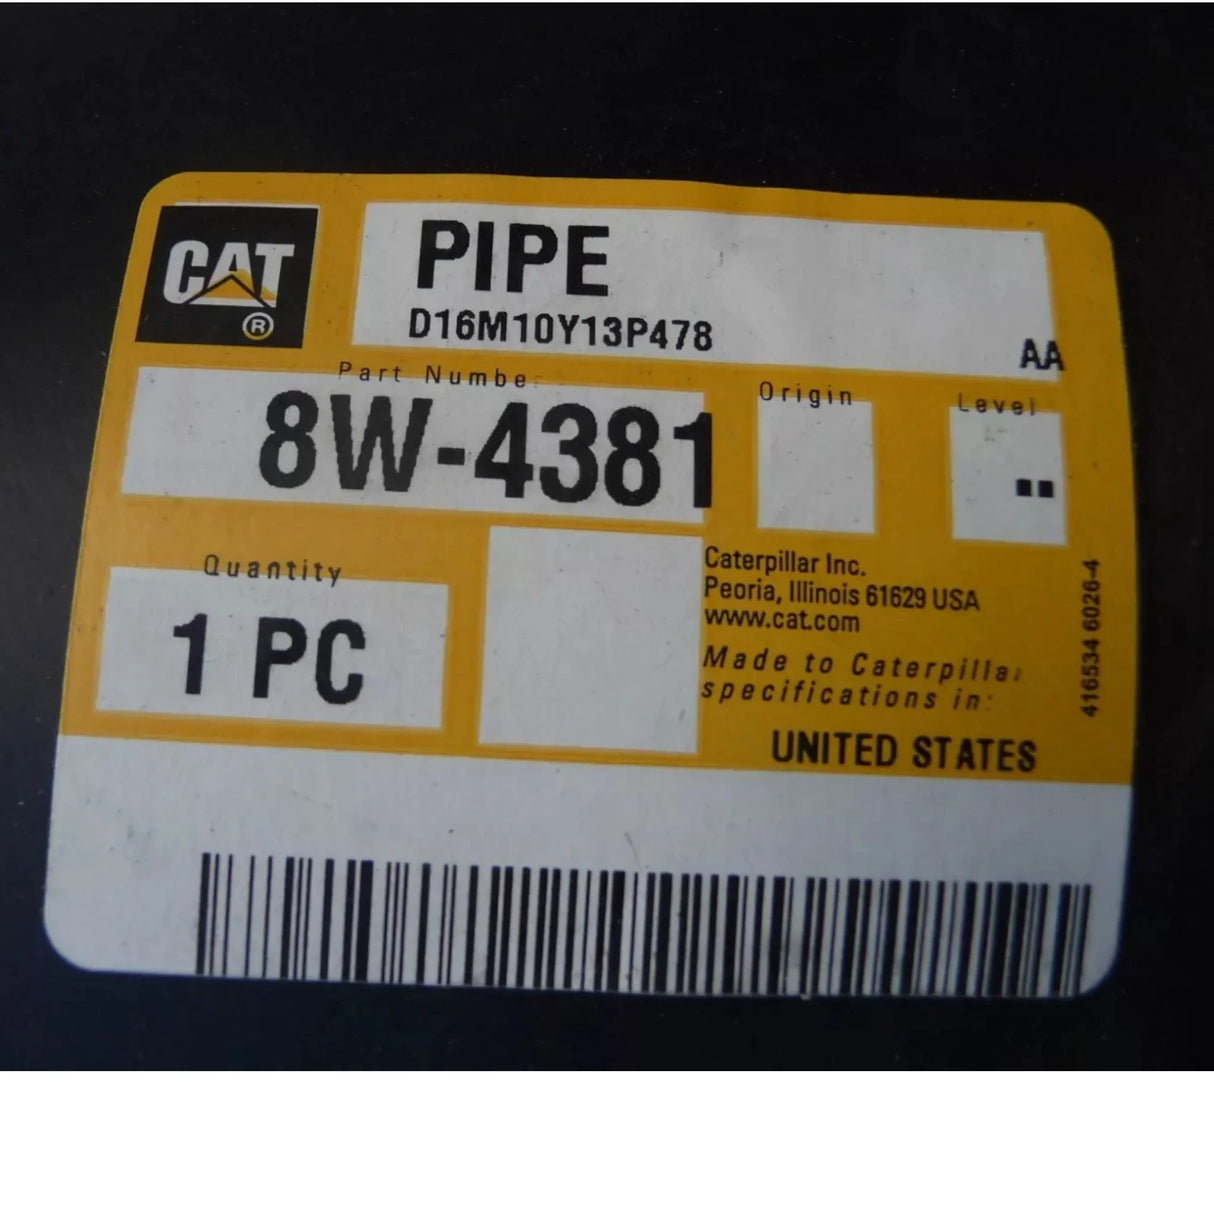 CAT
®
PIPE
D16M10Y13P478
AA
Part Number
8W-4381
Origin
Level
--
Quantity
1 PC
Caterpillar Inc.
Peoria, Illinois 61629 USA
www.cat.com
Made to Caterpillar
specifications in:
UNITED STATES
416534 6026-4